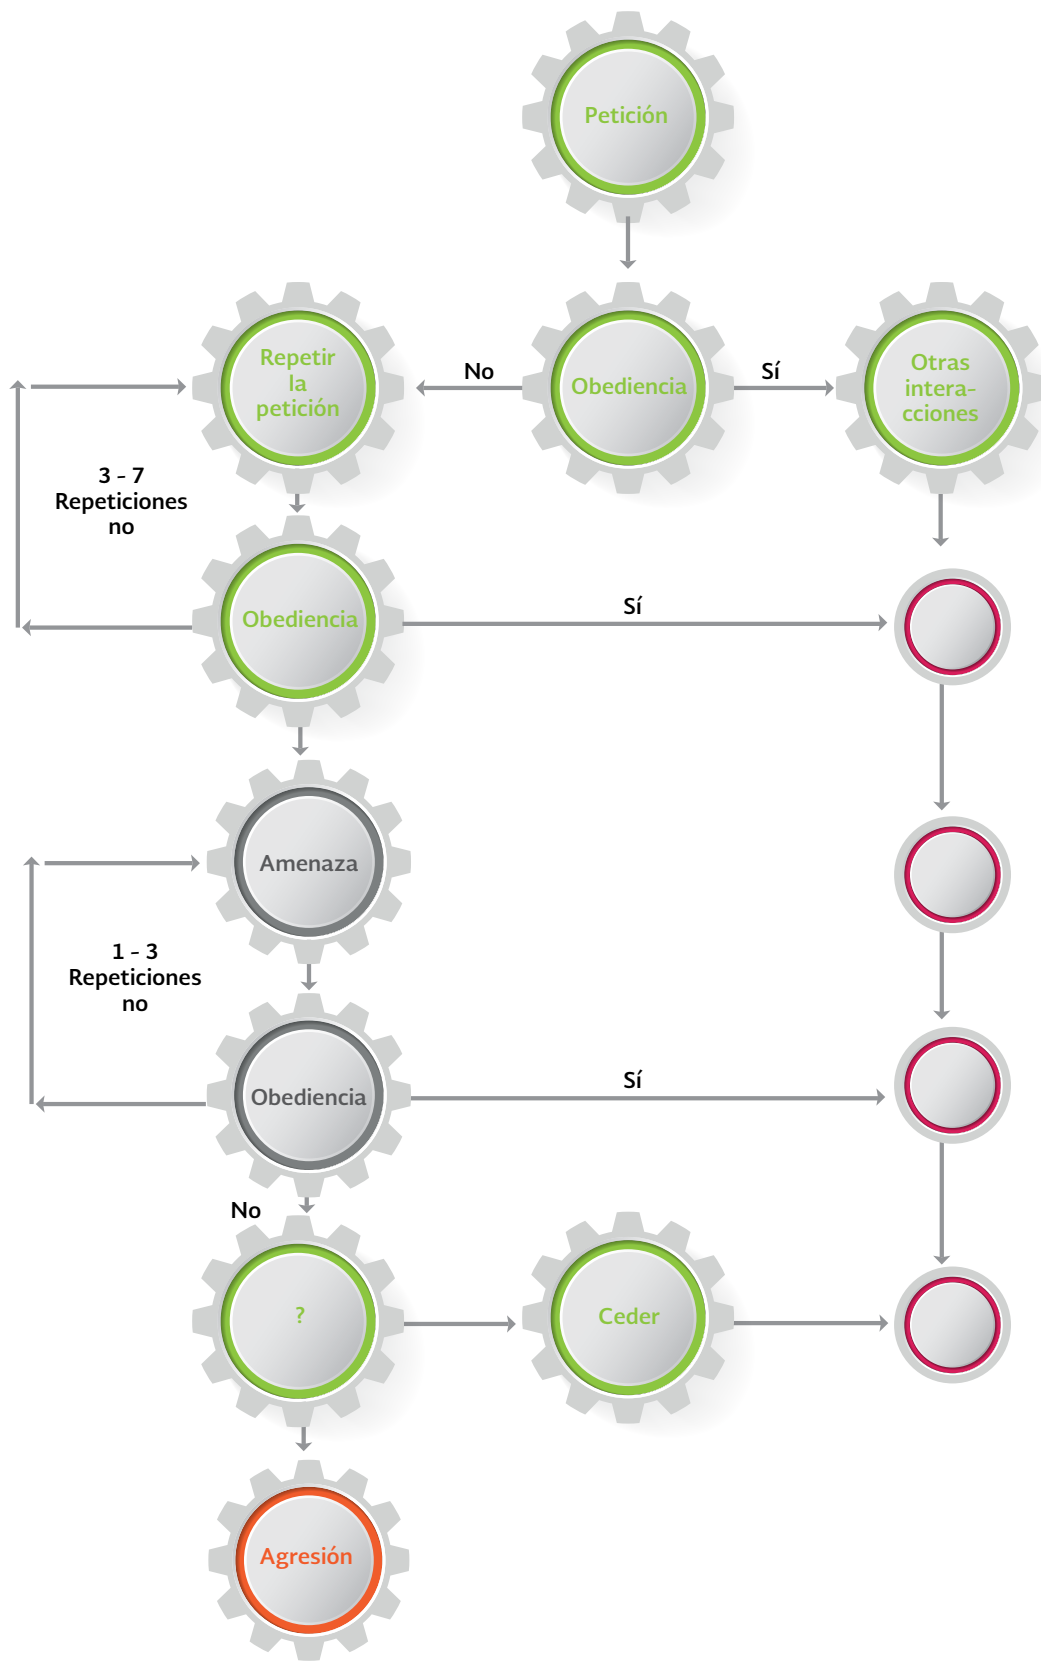 Petición
Repetir
la
petición
No
Obediencia
Sí
Otras
intera-
cciones
3 - 7
Repeticiones
no
Obediencia
Sí
Amenaza
1 - 3
Repeticiones
no
Obediencia
Sí
No
?
Ceder
Agresión